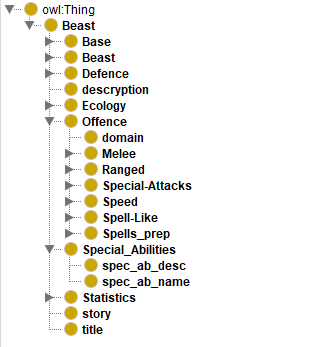 owl:Thing
Beast
Base
Beast
Defence
descryption
Ecology
Offence
domain
Melee
Ranged
Special-Attacks
Speed
Spell-Like
Spells_prep
Special_Abilities
spec_ab_desc
spec_ab_name
Statistics
story
title